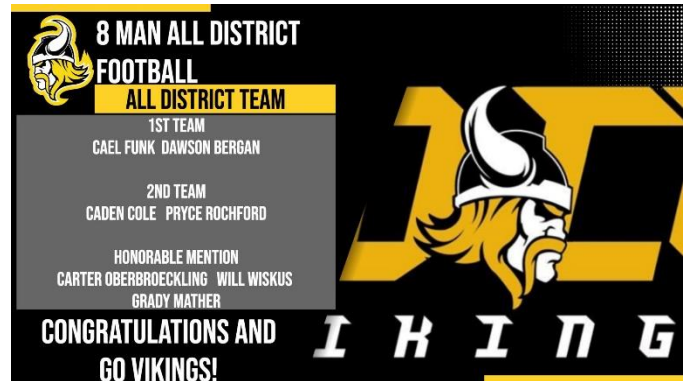 8 MAN ALL DISTRICT
FOOTBALL
ALL DISTRICT TEAM
1ST TEAM
CAEL FUNK DAWSON BERGAN
2ND TEAM
CADEN COLE PRYCE ROCHFORD
HONORABLE MENTION
CARTER OBERBROECKLING WILL WISKUS
GRADY MATHER
CONGRATULATIONS AND
GO VIKINGS!
IKING